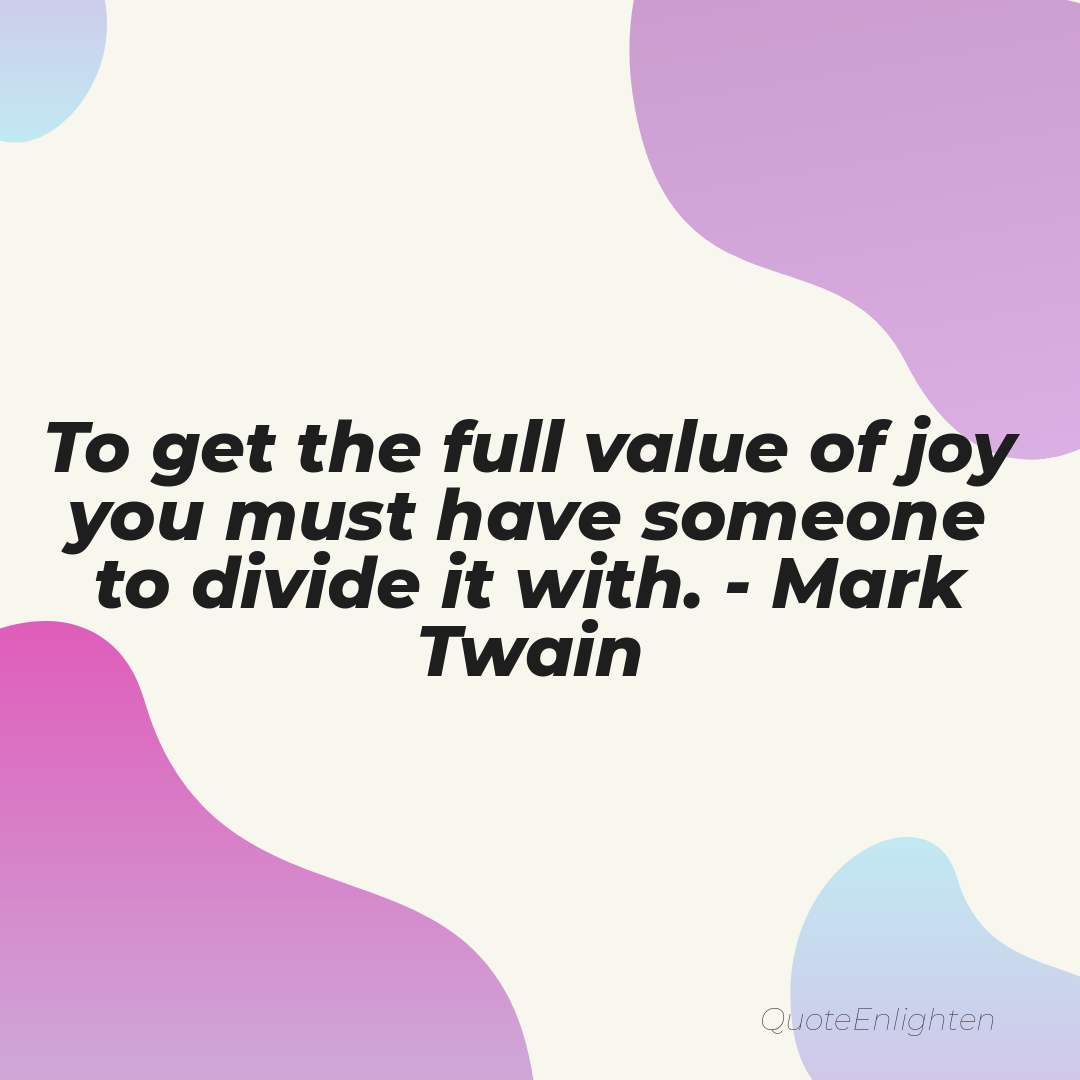 To get the full value of joy
you must have someone
to divide it with. - Mark
Twain
QuoteEnlighten